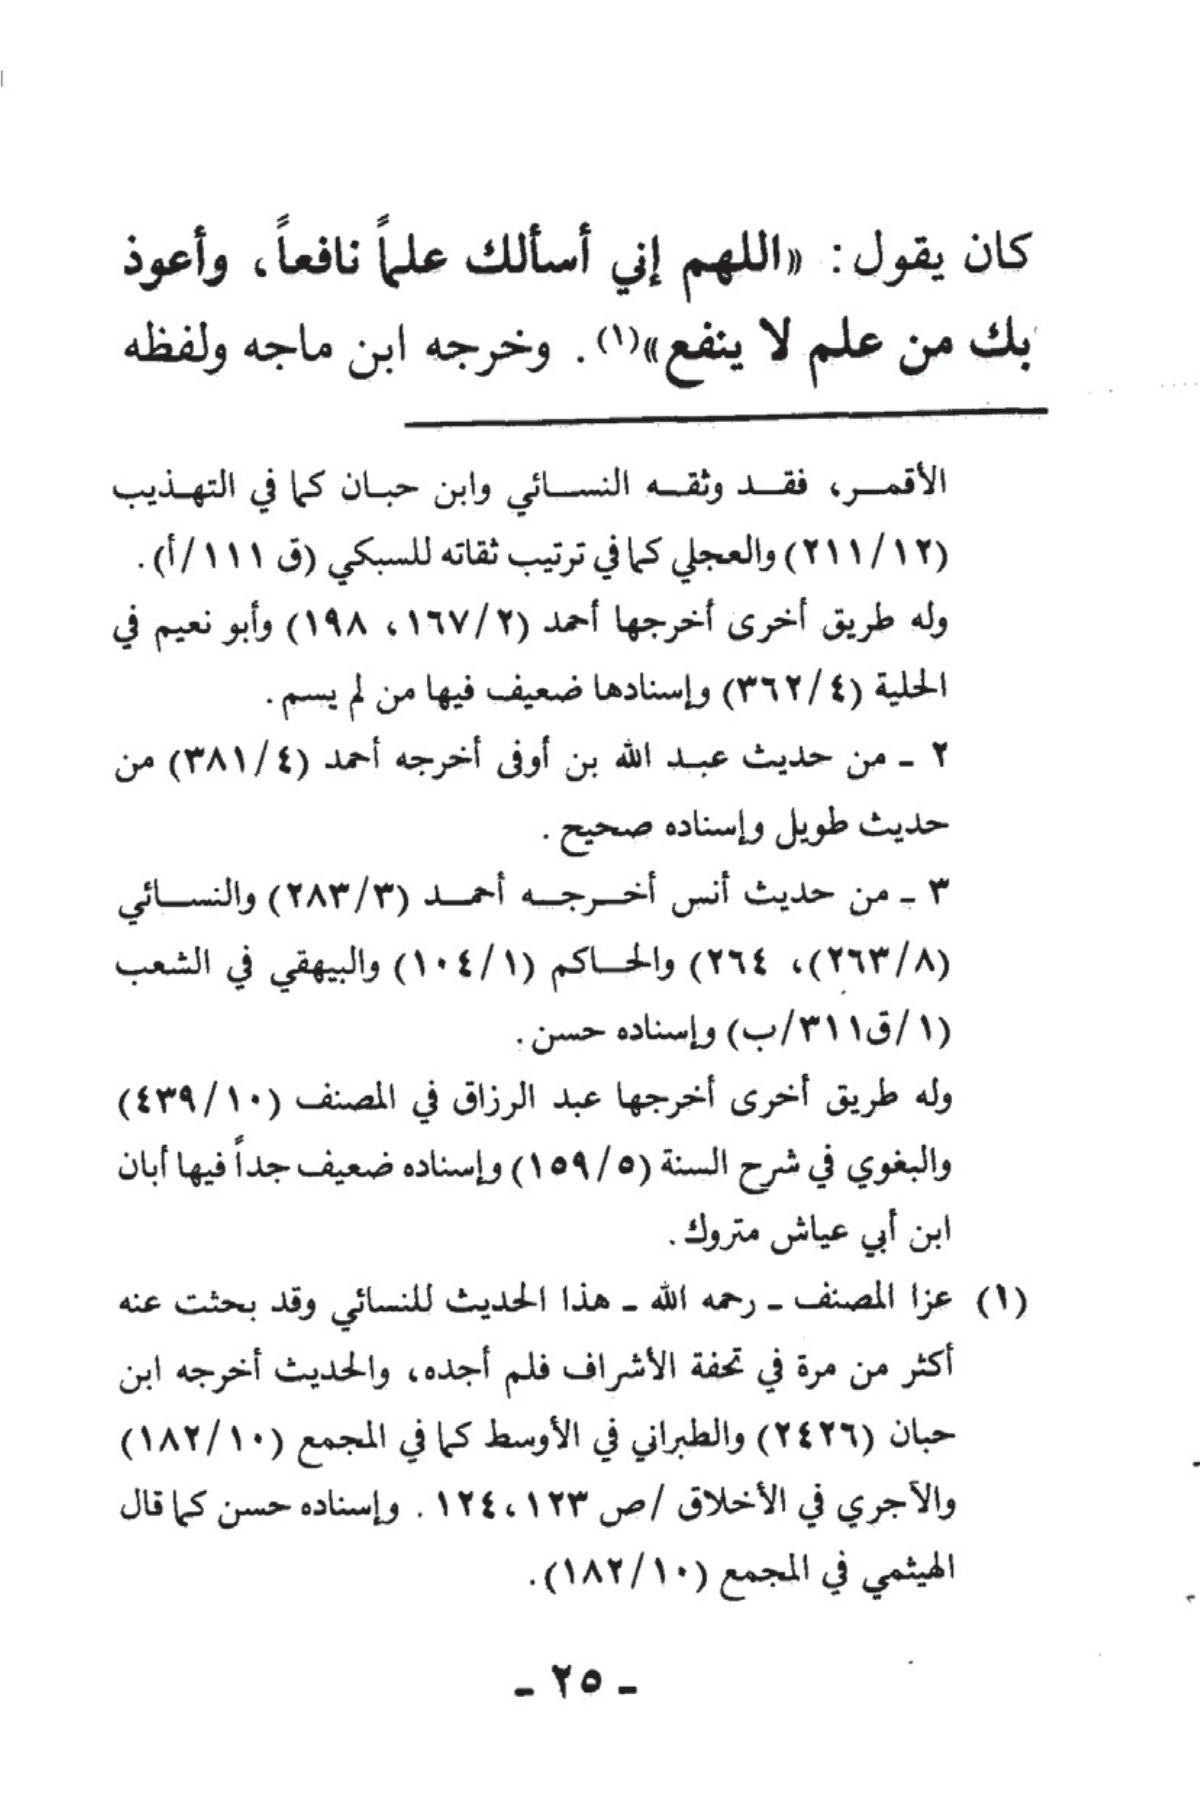 كان يقول: «اللهم إني أسألك علماً نافعاً، وأعوذ
بك من علم لا ينفع»(١). وخرجه ابن ماجه ولفظه
الأقمر، فقد وثقه النسائي وابن حبان كما في التهذيب
(٢١١/١٢) والعجلي كما في ترتيب ثقاته للسبكي (ق ١١١/أ).
وله طريق أخرى أخرجها أحمد (١٦٧/٢، ١٩٨) وأبو نعيم في
الحلية (٣٦٢/٤) وإسنادها ضعيف فيها من لم يسم.
٢ - من حديث عبد الله بن أوفى أخرجه أحمد (٣٨١/٤) من
حديث طويل وإسناده صحيح.
٣ - من حديث أنس أخرجه أحمد (٢٨٣/٣) والنسائي
(٢٦٣/٨)، ٢٦٤) والحاكم (١٠٤/١) والبيهقي في الشعب
(١/ق٣١١/ب) وإسناده حسن.
وله طريق أخرى أخرجها عبد الرزاق في المصنف (٤٣٩/١٠)
والبغوي في شرح السنة (١٥٩/٥) وإسناده ضعيف جداً فيها أبان
ابن أبي عياش متروك.
(١) عزا المصنف - رحمه الله - هذا الحديث للنسائي وقد بحثت عنه
أكثر من مرة في تحفة الأشراف فلم أجده، والحديث أخرجه ابن
حبان (٢٤٢٦) والطبراني في الأوسط كما في المجمع (١٨٢/١٠)
والآجري في الأخلاق /ص ١٢٣، ١٢٤. وإسناده حسن كما قال
الهيثمي في المجمع (١٨٢/١٠).
- ٢٥ -